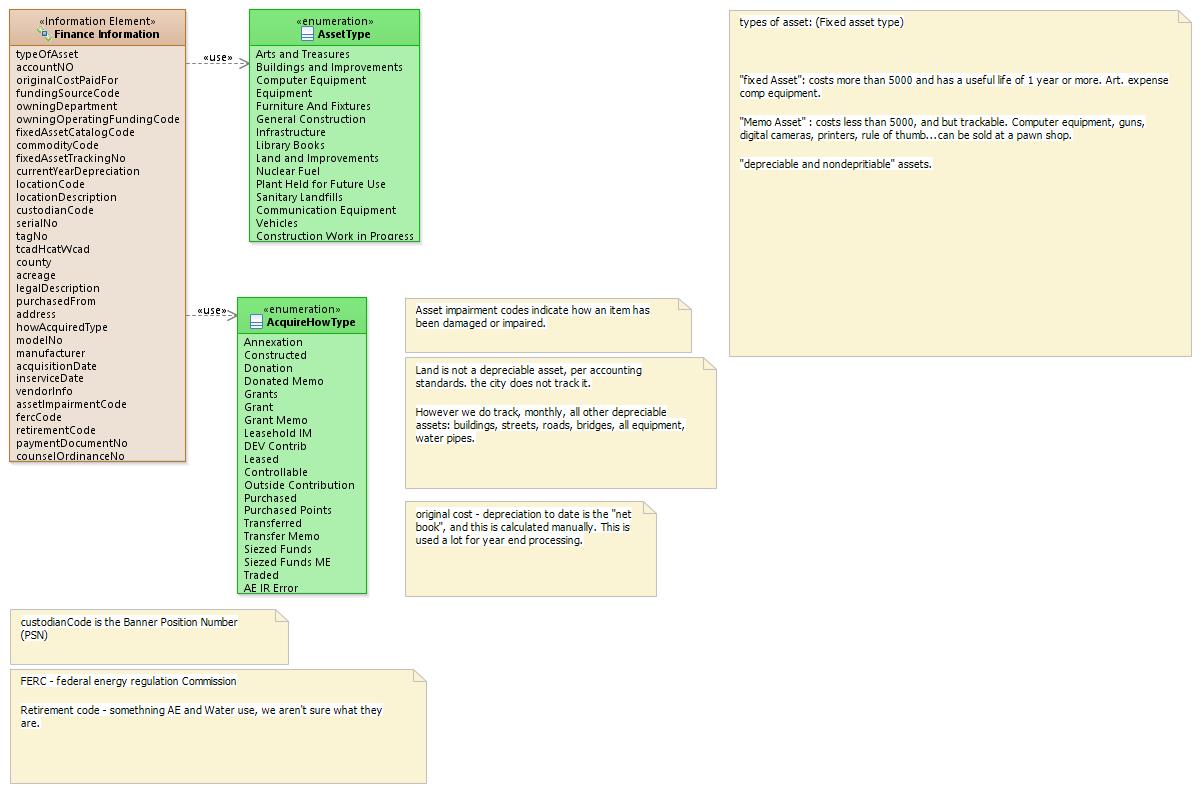 «Information Element»
Finance Information
typeOfAsset
accountNO
originalCostPaidFor
fundingSourceCode
owningDepartment
owningOperatingFundingCode
fixedAssetCatalogCode
commodityCode
fixedAssetTrackingNo
currentYearDepreciation
locationCode
locationDescription
custodianCode
serialNo
tagNo
tcadHcatWcad
county
acreage
legalDescription
purchasedFrom
address
howAcquiredType
modelNo
manufacturer
acquisitionDate
inserviceDate
vendorInfo
assetImpairmentCode
fercCode
retirementCode
paymentDocumentNo
counselOrdinanceNo
«use»
«enumeration»
AssetType
Arts and Treasures
Buildings and Improvements
Computer Equipment
Equipment
Furniture And Fixtures
General Construction
Infrastructure
Library Books
Land and Improvements
Nuclear Fuel
Plant Held for Future Use
Sanitary Landfills
Communication Equipment
Vehicles
Construction Work in Progress
«use»
«enumeration»
AcquireHowType
Annexation
Constructed
Donation
Donated Memo
Grants
Grant
Grant Memo
Leasehold IM
DEV Contrib
Leased
Controllable
Outside Contribution
Purchased
Purchased Points
Transferred
Transfer Memo
Siezed Funds
Siezed Funds ME
Traded
AE IR Error
types of asset: (Fixed asset type)
"fixed Asset": costs more than 5000 and has a useful life of 1 year or more. Art. expense
comp equipment.
"Memo Asset" : costs less than 5000, and but trackable. Computer equipment, guns,
digital cameras, printers, rule of thumb...can be sold at a pawn shop.
"depreciable and nondepritiable" assets.
Asset impairment codes indicate how an item has
been damaged or impaired.
Land is not a depreciable asset, per accounting
standards. the city does not track it.
However we do track, monthly, all other depreciable
assets: buildings, streets, roads, bridges, all equipment,
water pipes.
original cost - depreciation to date is the "net
book", and this is calculated manually. This is
used a lot for year end processing.
custodianCode is the Banner Position Number
(PSN)
FERC - federal energy regulation Commission
Retirement code - somethning AE and Water use, we aren't sure what they
are.